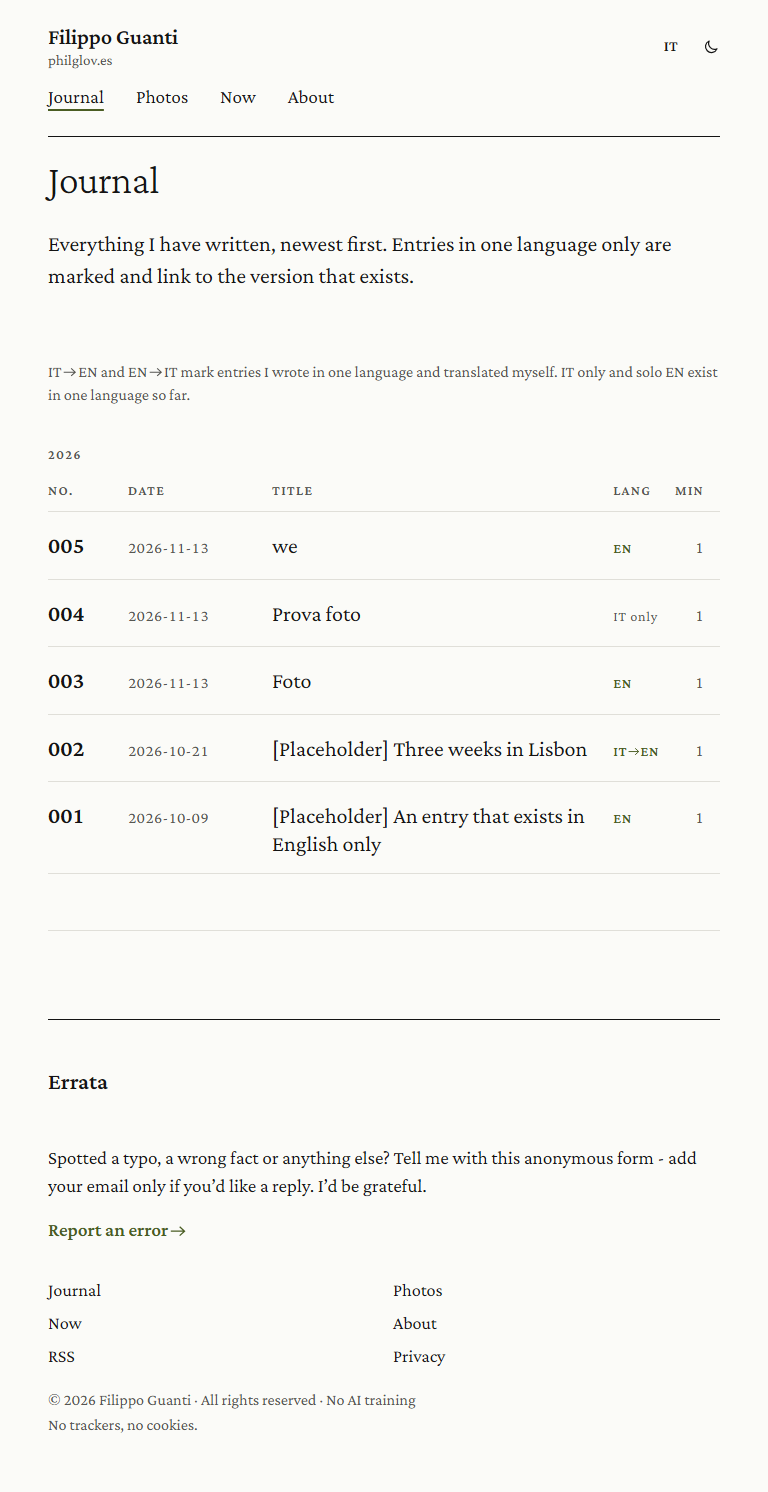 Filippo Guanti
philglov.es
IT
Journal Photos Now About
Journal
Everything I have written, newest first. Entries in one language only are
marked and link to the version that exists.
IT→EN and EN→IT mark entries I wrote in one language and translated myself. IT only and solo EN exist
in one language so far.
2026
NO. DATE TITLE LANG MIN
005 2026-11-13 we EN 1
004 2026-11-13 Prova foto IT only 1
003 2026-11-13 Foto EN 1
002 2026-10-21 [Placeholder] Three weeks in Lisbon IT→EN 1
001 2026-10-09 [Placeholder] An entry that exists in EN 1
English only
Errata
Spotted a typo, a wrong fact or anything else? Tell me with this anonymous form - add
your email only if you’d like a reply. I’d be grateful.
Report an error→
Journal Photos
Now About
RSS Privacy
© 2026 Filippo Guanti · All rights reserved · No AI training
No trackers, no cookies.